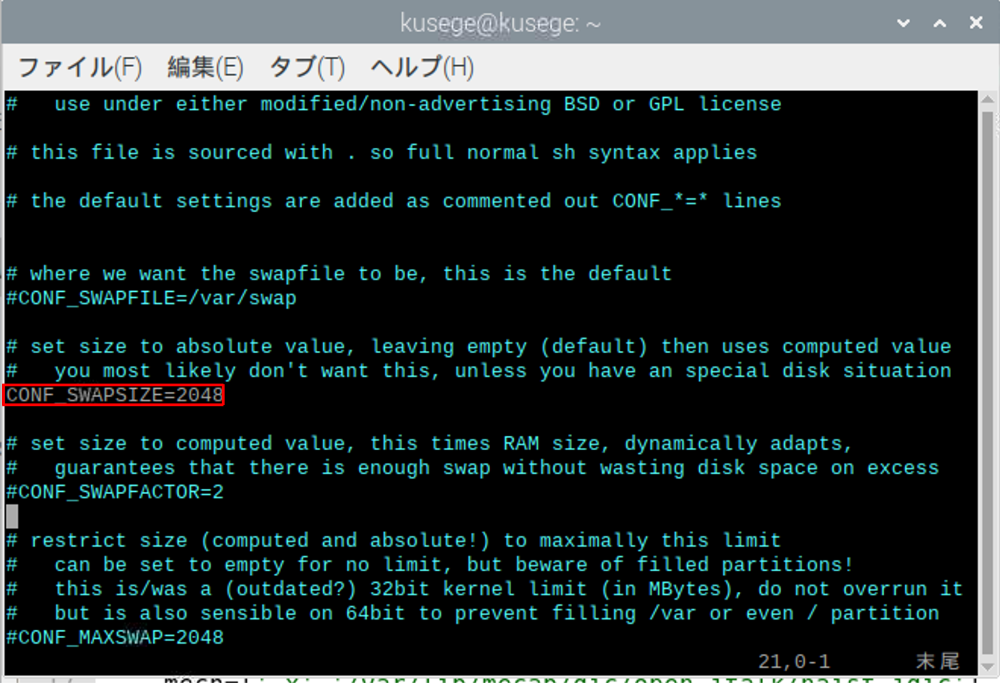 kusege@kusege: ~
ファイル(F) 編集(E) タブ(T) ヘルプ(H)
#   use under either modified/non-advertising BSD or GPL license
# this file is sourced with . so full normal sh syntax applies
# the default settings are added as commented out CONF_*=* lines
# where we want the swapfile to be, this is the default
#CONF_SWAPFILE=/var/swap
# set size to absolute value, leaving empty (default) then uses computed value
#   you most likely don't want this, unless you have an special disk situation
CONF_SWAPSIZE=2048
# set size to computed value, this times RAM size, dynamically adapts,
#   guarantees that there is enough swap without wasting disk space on excess
#CONF_SWAPFACTOR=2
# restrict size (computed and absolute!) to maximally this limit
#   can be set to empty for no limit, but beware of filled partitions!
#   this is/was a (outdated?) 32bit kernel limit (in MBytes), do not overrun it
#   but is also sensible on 64bit to prevent filling /var or even / partition
#CONF_MAXSWAP=2048
21,0-1 末尾